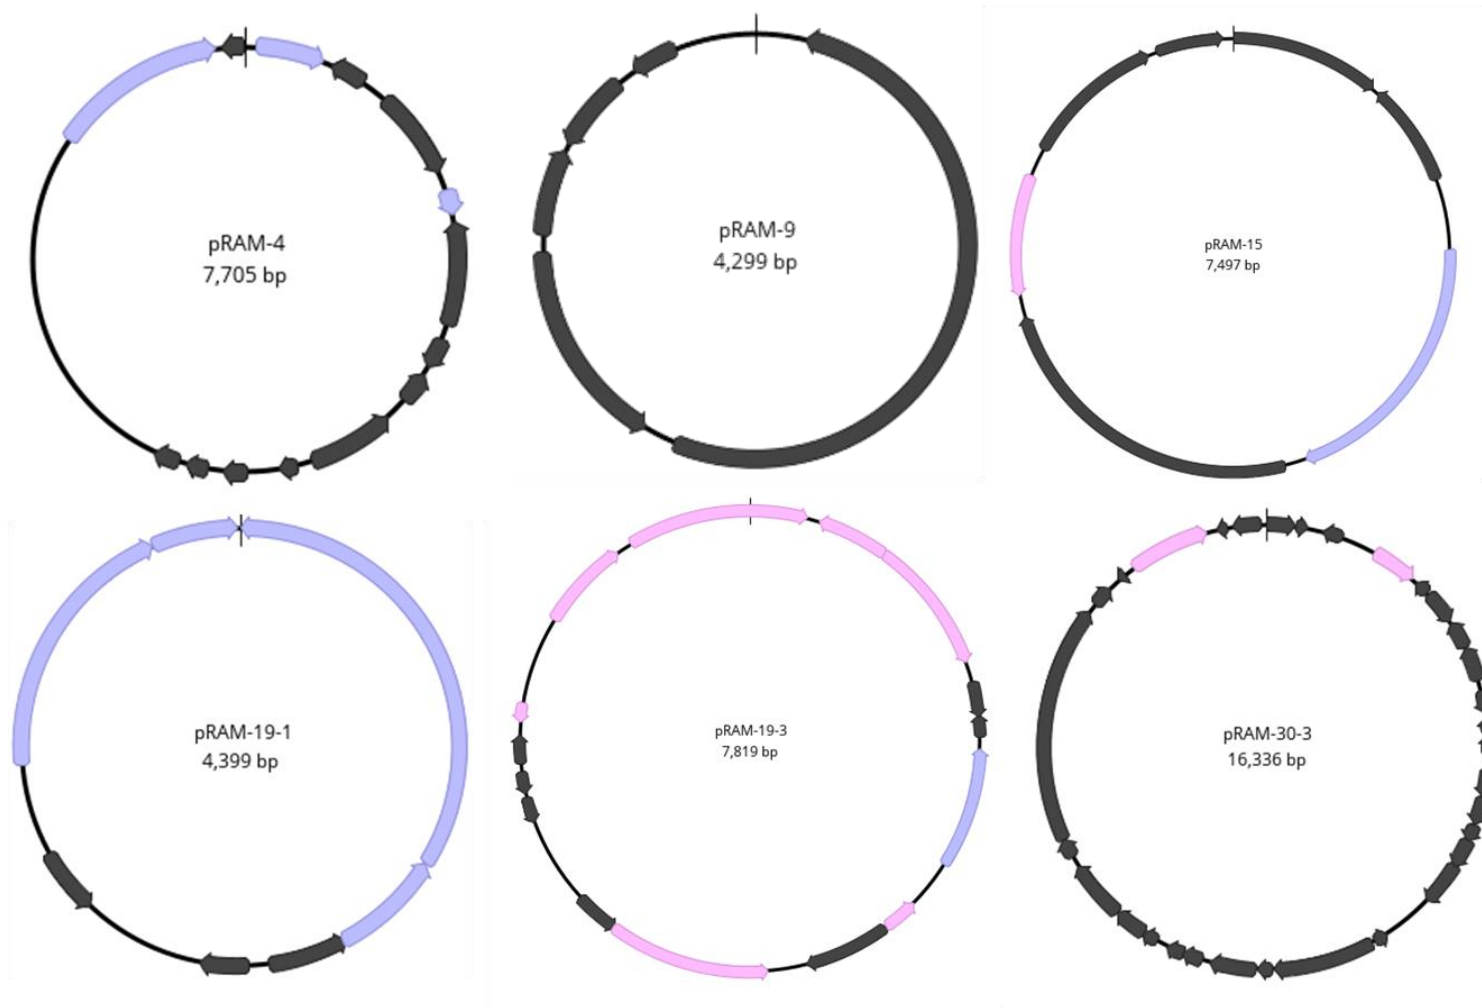 pRAM-4
7,705 bp
pRAM-9
4,299 bp
pRAM-15
7,497 bp
pRAM-19-1
4,399 bp
pRAM-19-3
7,819 bp
pRAM-30-3
16,336 bp